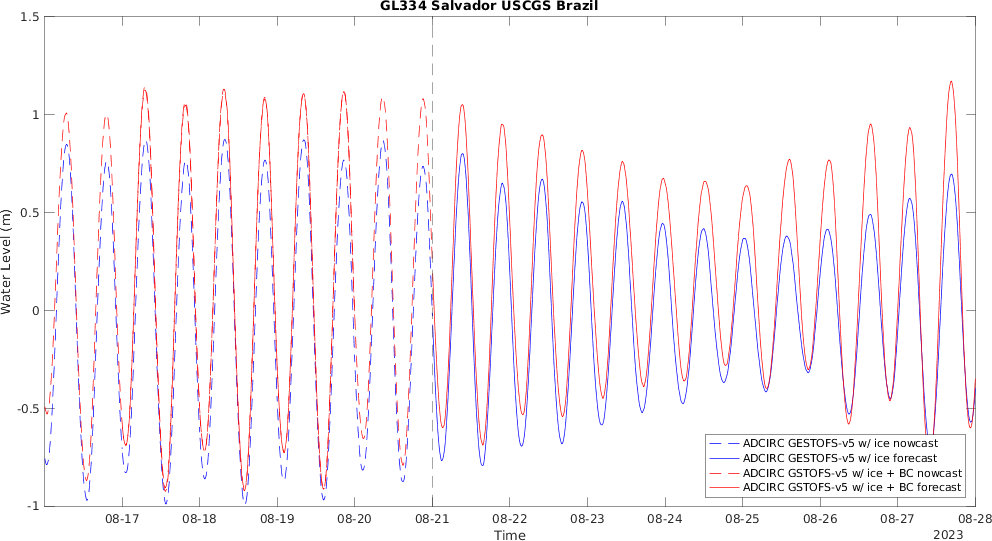 GL334 Salvador USCGS Brazil
1.5
1
0.5
0
-0.5
-1
Water Level (m)
08-17 08-18 08-19 08-20 08-21 08-22 08-23 08-24 08-25 08-26 08-27 08-28
Time
2023
ADCIRC GESTOFS-v5 w/ ice nowcast
ADCIRC GESTOFS-v5 w/ ice forecast
ADCIRC GSTOFS-v5 w/ ice + BC nowcast
ADCIRC GSTOFS-v5 w/ ice + BC forecast